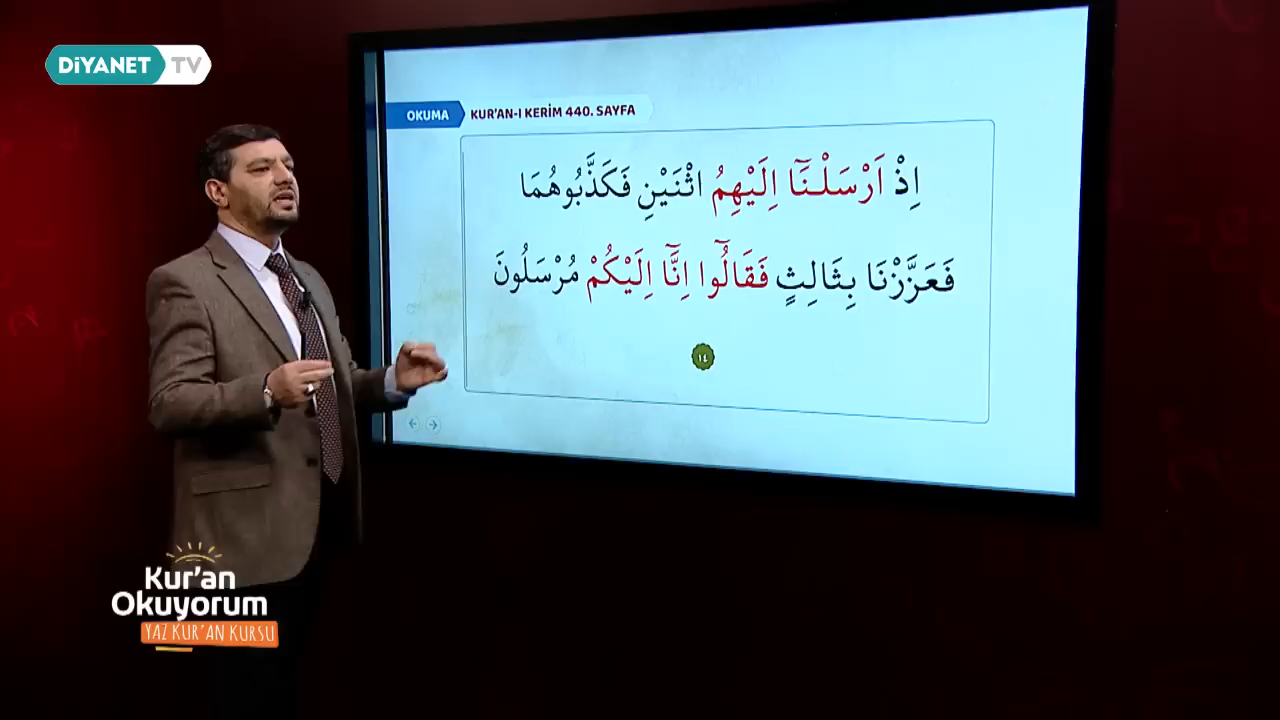 DİYANET TV
OKUMA KUR'AN-I KERİM 440. SAYFA
اِذْ اَرْسَلْـنَٓا اِلَيْهِمُ اثْنَيْنِ فَكَذَّبُوهُمَا
فَعَزَّزْنَا بِثَالِثٍ فَقَالُٓوا اِنَّٓا اِلَيْكُمْ مُرْسَلُونَ
١٤
Kur'an
Okuyorum
YAZ KUR'AN KURSU